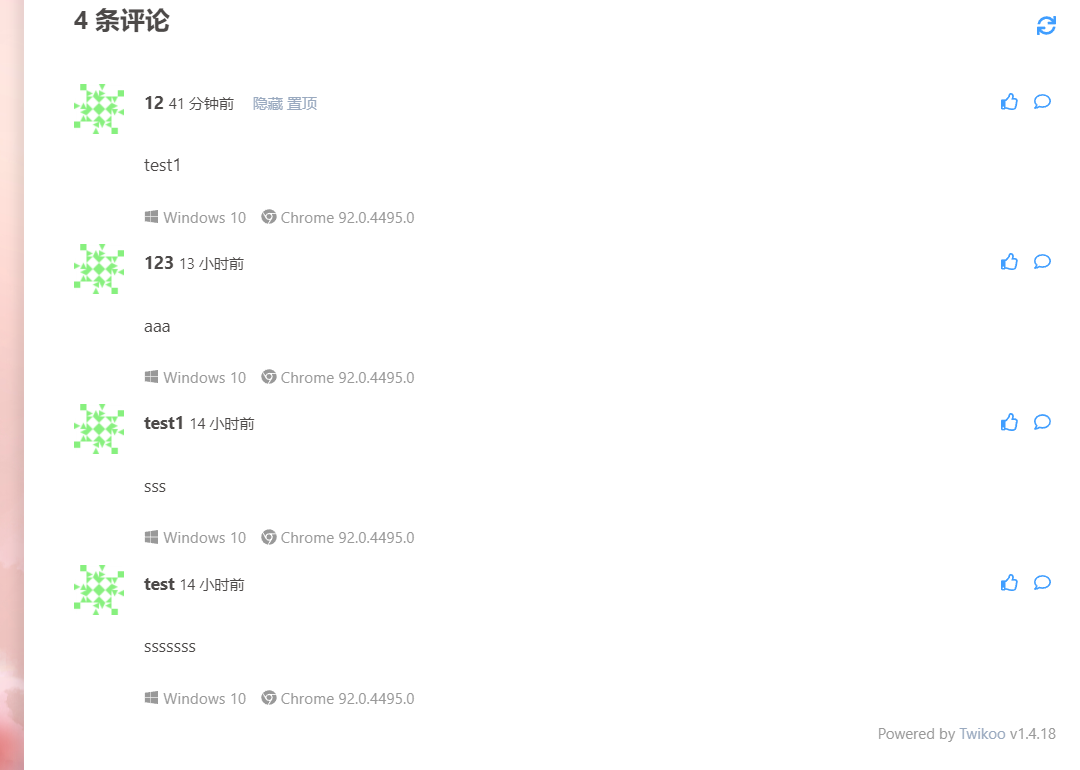 4 条评论
12 41 分钟前 隐藏 置顶
test1
Windows 10 Chrome 92.0.4495.0
123 13 小时前
aaa
Windows 10 Chrome 92.0.4495.0
test1 14 小时前
sss
Windows 10 Chrome 92.0.4495.0
test 14 小时前
sssssss
Windows 10 Chrome 92.0.4495.0
Powered by Twikoo v1.4.18